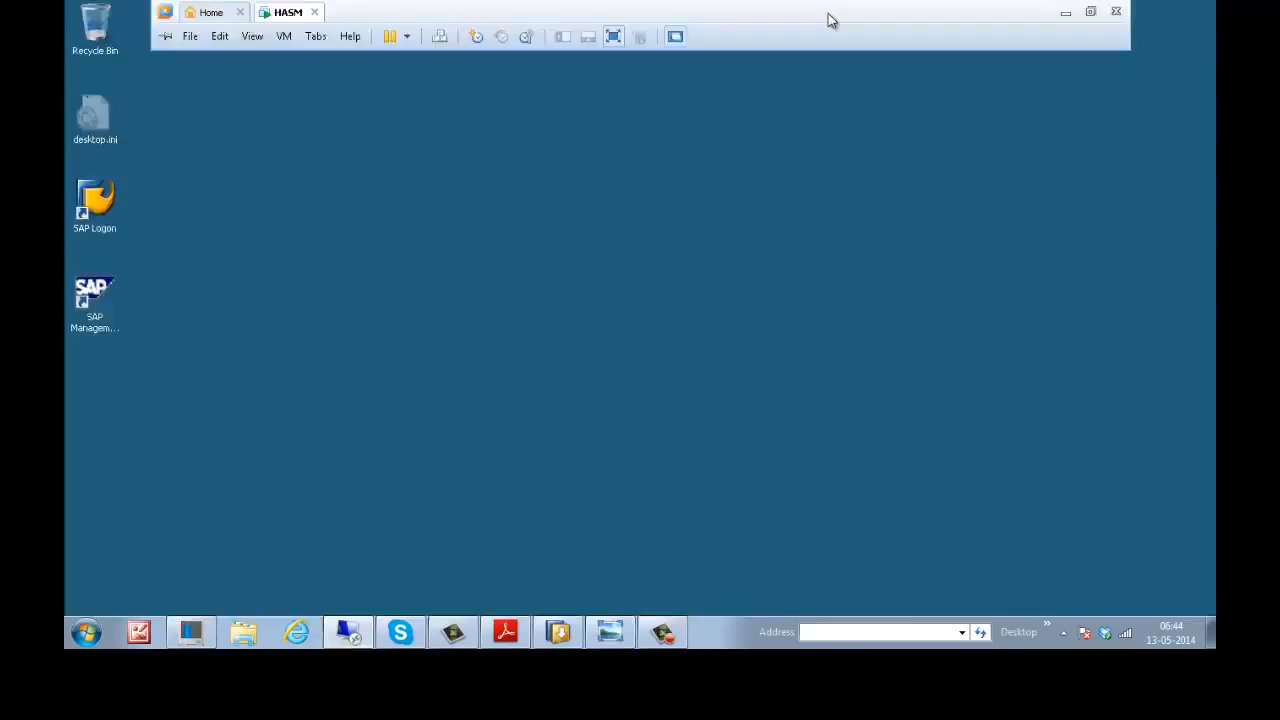 Home
HASM
File Edit View VM Tabs Help
Recycle Bin
desktop.ini
SAP Logon
SAP
SAP
Managem...
Address
Desktop
06:44
13-05-2014